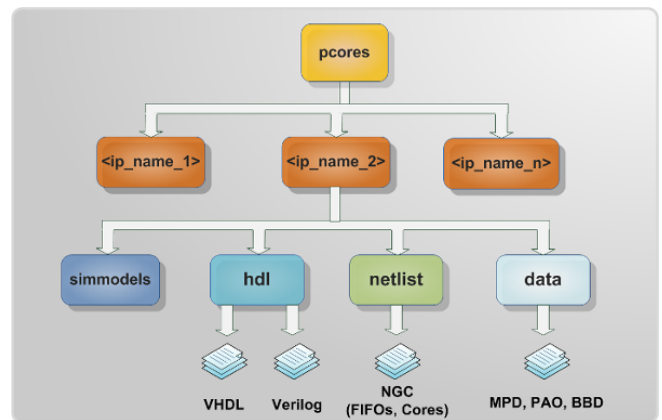 pcores
<ip_name_1>
<ip_name_2>
<ip_name_n>
simmodels
hdl
netlist
data
VHDL
Verilog
NGC
(FIFOs, Cores)
MPD, PAO, BBD